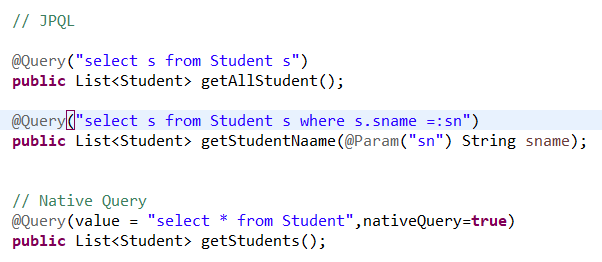 // JPQL
@Query("select s from Student s")
public List<Student> getAllStudent();
@Query("select s from Student s where s.sname =:sn")
public List<Student> getStudentNaame(@Param("sn") String sname);
// Native Query
@Query(value = "select * from Student",nativeQuery=true)
public List<Student> getStudents();